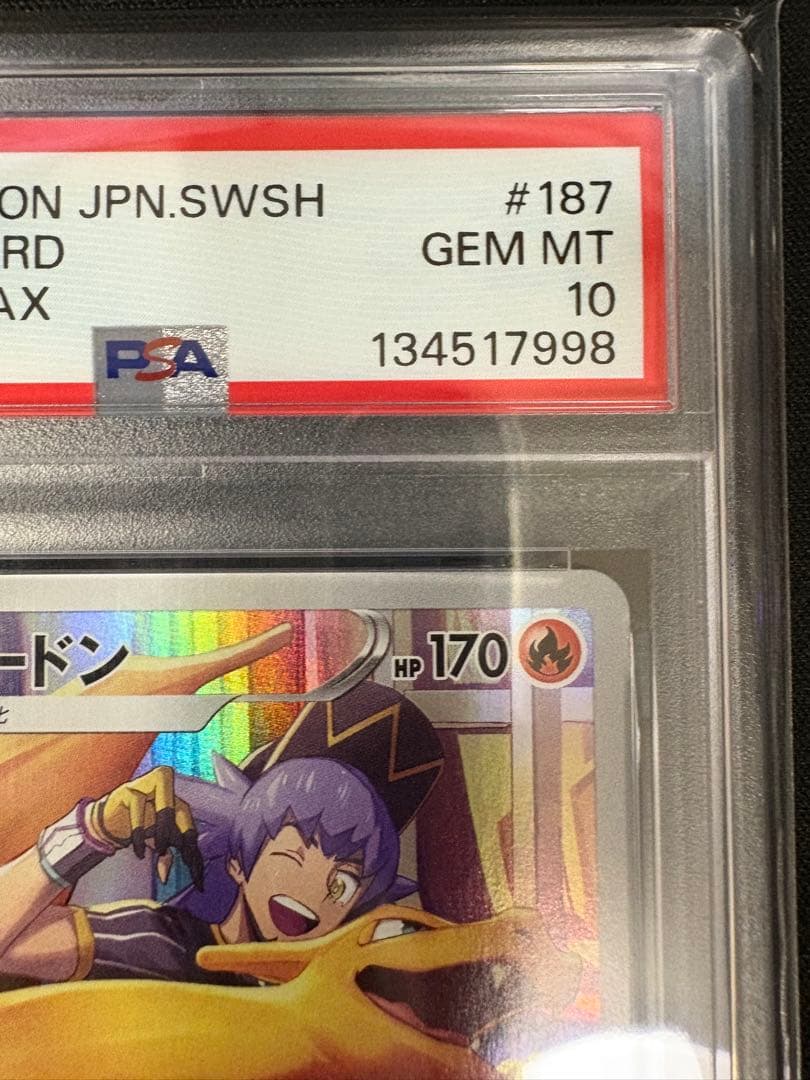 ON JPN.SWSH #187
RD GEM MT
AX 10
PSA 134517998
ードン HP 170